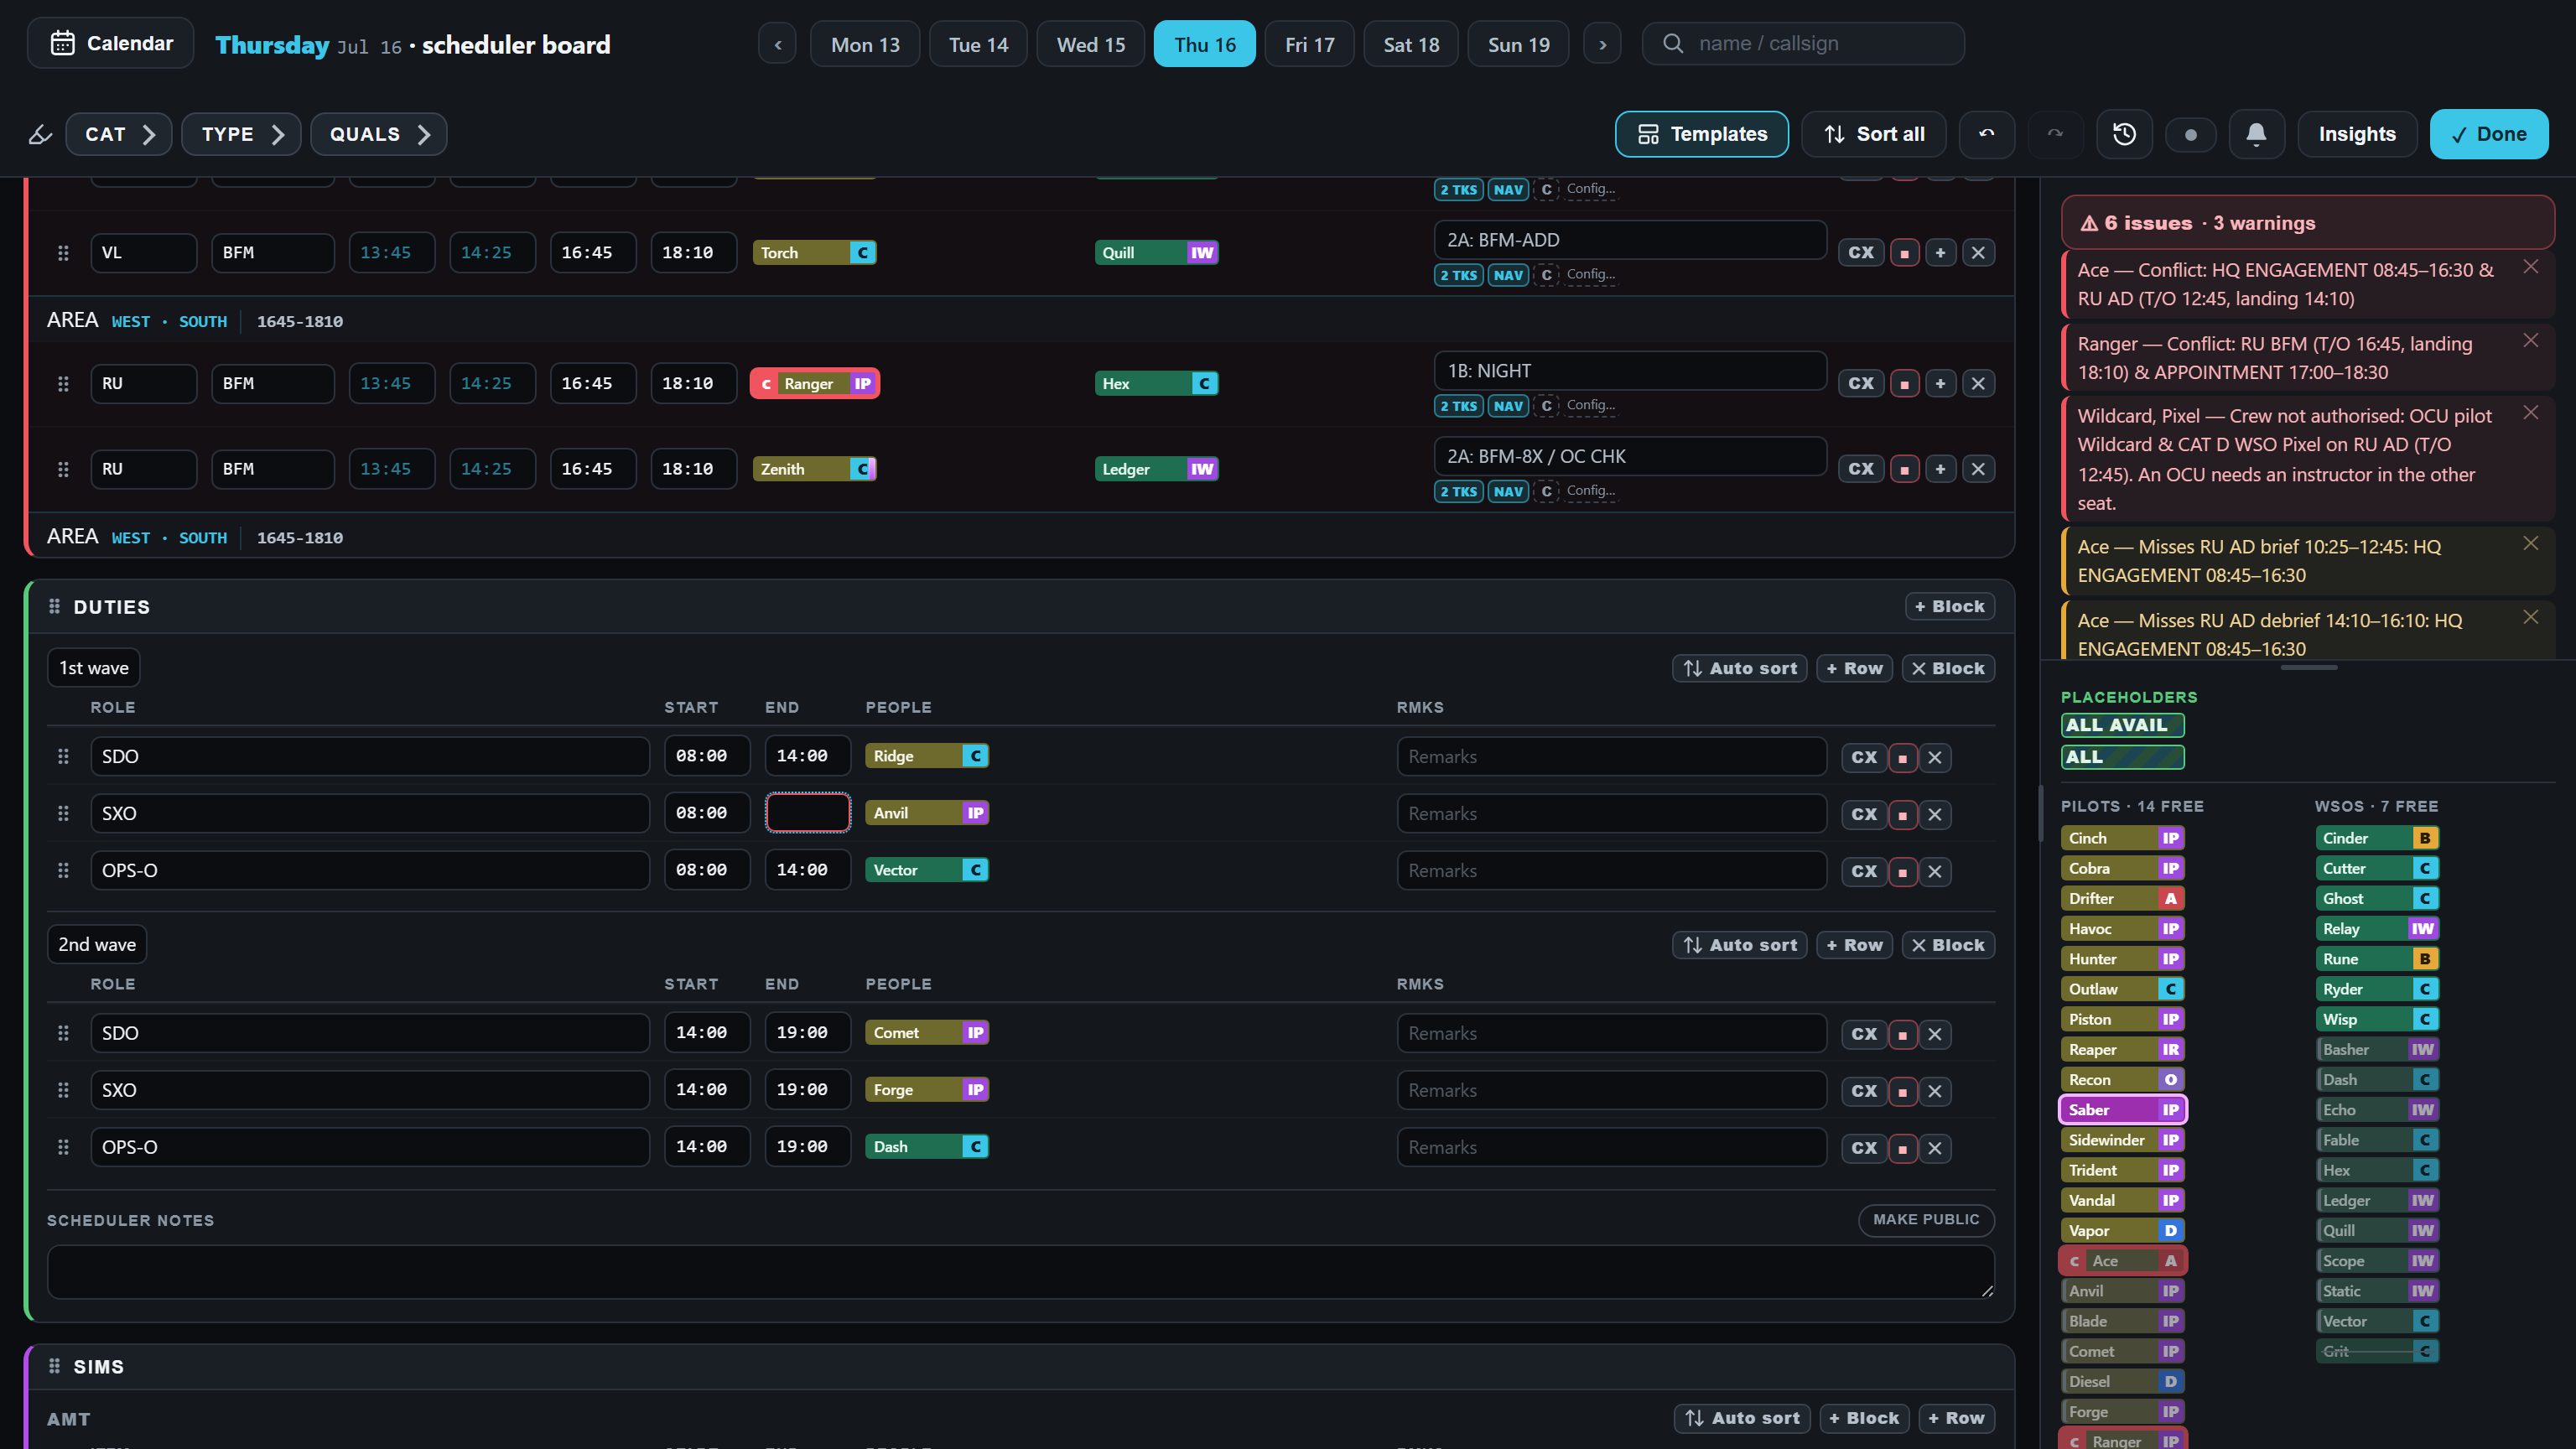 Calendar
Thursday Jul 16 · scheduler board
‹ Mon 13 Tue 14 Wed 15 Thu 16 Fri 17 Sat 18 Sun 19 ›
name / callsign
CAT TYPE QUALS
Templates Sort all Insights ✓ Done
2 TKS NAV C Config...
VL BFM 13:45 14:25 16:45 18:10 Torch C Quill IW 2A: BFM-ADD CX + ×
2 TKS NAV C Config...
AREA WEST · SOUTH 1645-1810
RU BFM 13:45 14:25 16:45 18:10 C Ranger IP Hex C 1B: NIGHT CX + ×
2 TKS NAV C Config...
RU BFM 13:45 14:25 16:45 18:10 Zenith C Ledger IW 2A: BFM-8X / OC CHK CX + ×
2 TKS NAV C Config...
AREA WEST · SOUTH 1645-1810
DUTIES + Block
1st wave Auto sort + Row × Block
ROLE START END PEOPLE RMKS
SDO 08:00 14:00 Ridge C Remarks CX ×
SXO 08:00 Anvil IP Remarks CX ×
OPS-O 08:00 14:00 Vector C Remarks CX ×
2nd wave Auto sort + Row × Block
ROLE START END PEOPLE RMKS
SDO 14:00 19:00 Comet IP Remarks CX ×
SXO 14:00 19:00 Forge IP Remarks CX ×
OPS-O 14:00 19:00 Dash C Remarks CX ×
SCHEDULER NOTES MAKE PUBLIC
SIMS
AMT Auto sort + Block + Row
⚠ 6 issues · 3 warnings
Ace — Conflict: HQ ENGAGEMENT 08:45–16:30 &
RU AD (T/O 12:45, landing 14:10)
Ranger — Conflict: RU BFM (T/O 16:45, landing
18:10) & APPOINTMENT 17:00–18:30
Wildcard, Pixel — Crew not authorised: OCU pilot
Wildcard & CAT D WSO Pixel on RU AD (T/O
12:45). An OCU needs an instructor in the other
seat.
Ace — Misses RU AD brief 10:25–12:45: HQ
ENGAGEMENT 08:45–16:30
Ace — Misses RU AD debrief 14:10–16:10: HQ
ENGAGEMENT 08:45–16:30
PLACEHOLDERS
ALL AVAIL
ALL
PILOTS · 14 FREE WSOS · 7 FREE
Cinch IP Cinder B
Cobra IP Cutter C
Drifter A Ghost C
Havoc IP Relay IW
Hunter IP Rune B
Outlaw C Ryder C
Piston IP Wisp C
Reaper IR Basher IW
Recon O Dash C
Saber IP Echo IW
Sidewinder IP Fable C
Trident IP Hex C
Vandal IP Ledger IW
Vapor D Quill IW
C Ace A Scope IW
Anvil IP Static IW
Blade IP Vector C
Comet IP Grit C
Diesel D
Forge IP
C Ranger IP